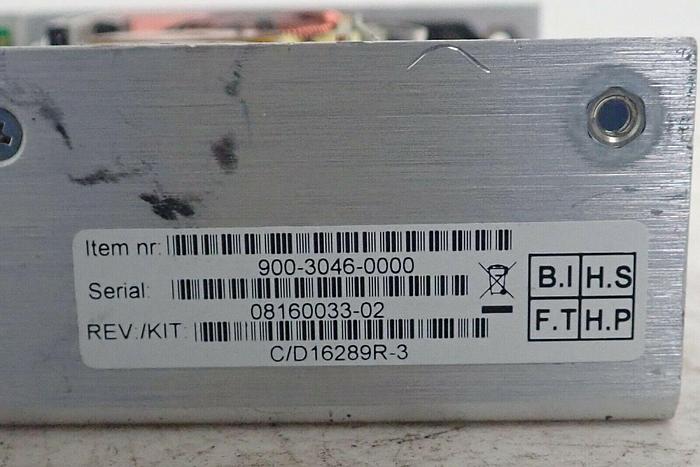 Item nr:
900-3046-0000
Serial:
08160033-02
REV./KIT:
C/D16289R-3
B.I H.S
F.T H.P